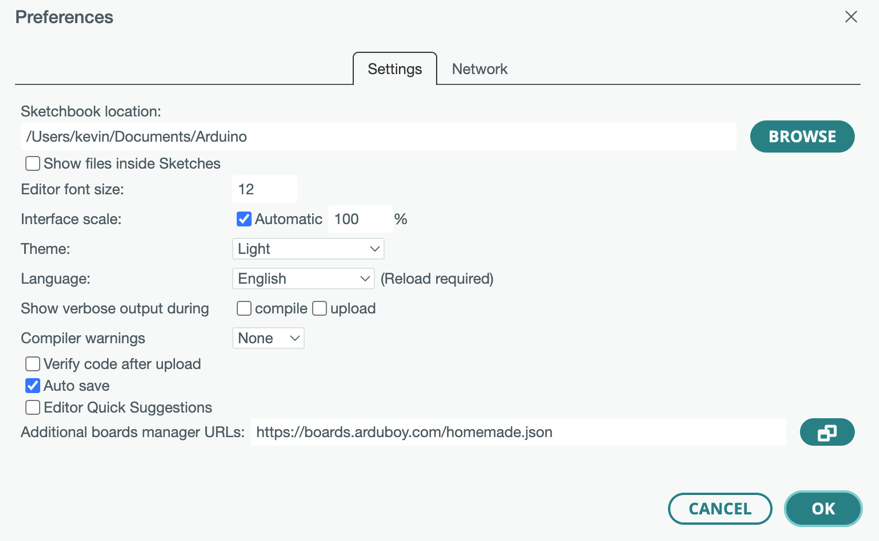 Preferences
Settings Network
Sketchbook location:
/Users/kevin/Documents/Arduino BROWSE
Show files inside Sketches
Editor font size: 12
Interface scale: Automatic 100 %
Theme: Light
Language: English (Reload required)
Show verbose output during compile upload
Compiler warnings None
Verify code after upload
Auto save
Editor Quick Suggestions
Additional boards manager URLs: https://boards.arduboy.com/homemade.json
CANCEL OK